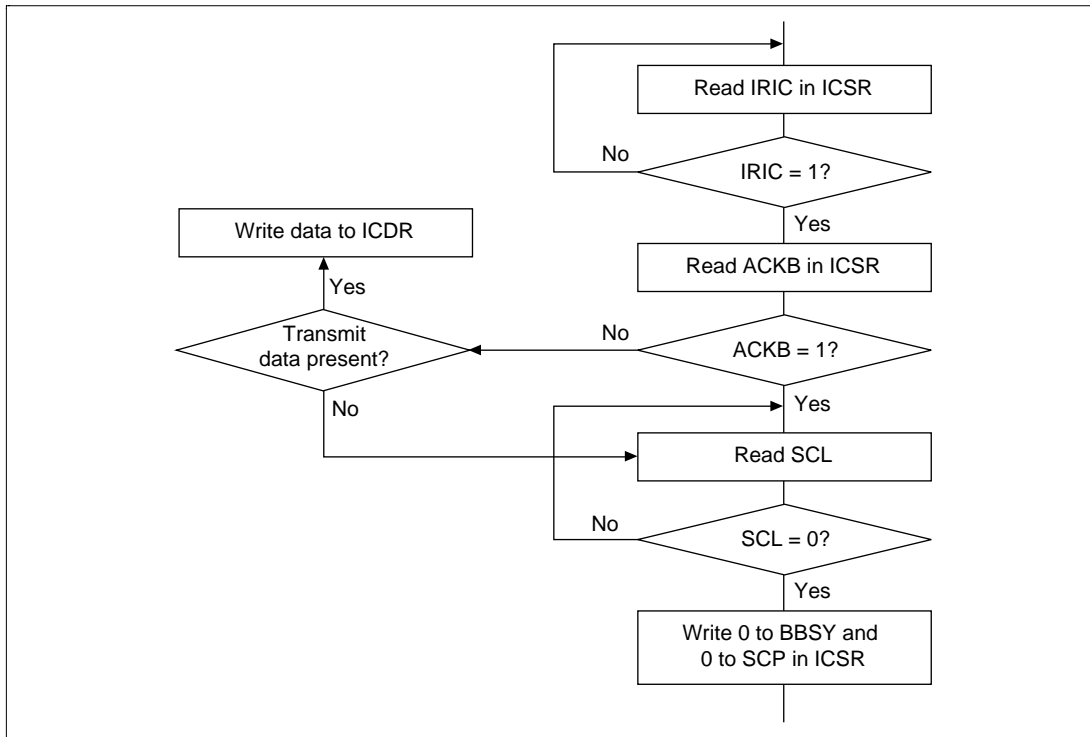 Read IRIC in ICSR
No
IRIC = 1?
Yes
Write data to ICDR
Read ACKB in ICSR
Yes
Transmit
data present?
No
ACKB = 1?
Yes
No
Read SCL
No
SCL = 0?
Yes
Write 0 to BBSY and
0 to SCP in ICSR